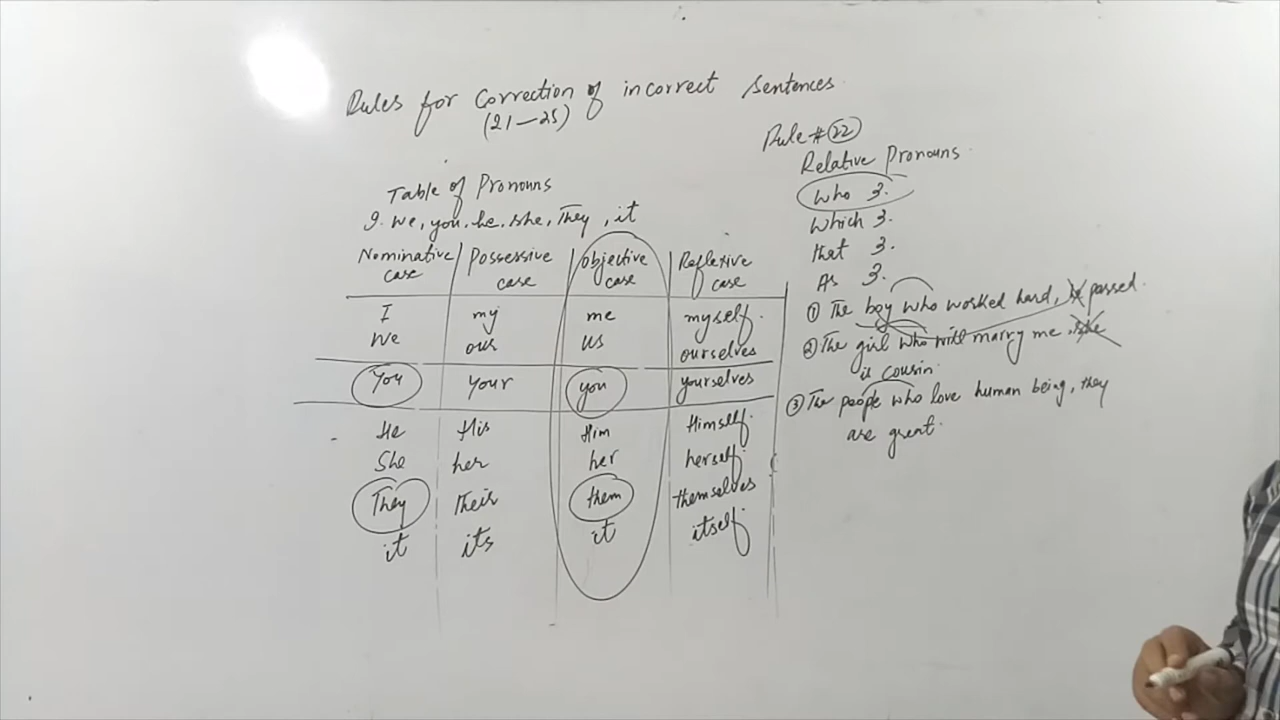 Rules for Correction of incorrect sentences.
(21-25)
Table of Pronouns
I. We, you, he, she, They, it
Nominative case Possessive case Objective case Reflexive case
I my me myself.
We our us ourselves
You Your you yourselves
He His Him Himself.
She her her herself.
They Their them themselves
it its it itself.
Rule # 22
Relative Pronouns
Who 3.
Which 3.
that 3.
As 3.
① The boy who worked hard, passed.
② The girl who will marry me, she
is cousin.
③ The people who love human being, they
are great.